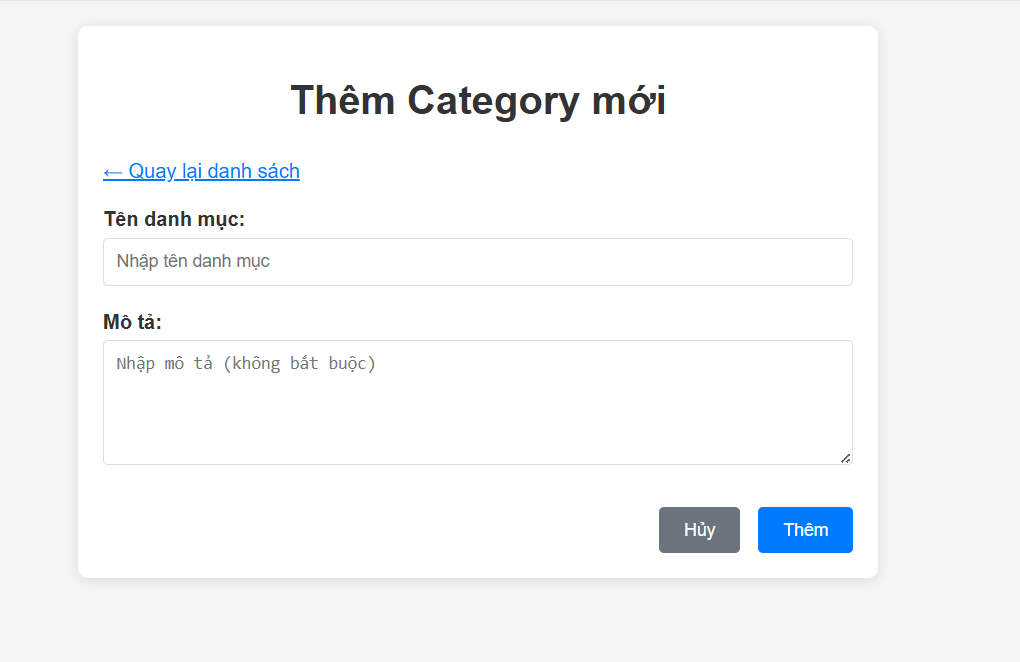 Thêm Category mới
← Quay lại danh sách
Tên danh mục:
Nhập tên danh mục
Mô tả:
Nhập mô tả (không bắt buộc)
Hủy
Thêm